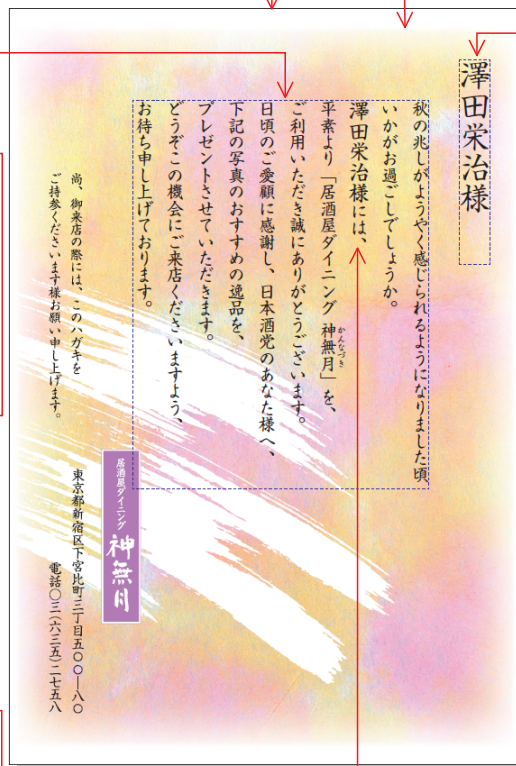 澤田栄治様
秋の兆しがようやく感じられるようになりました頃
いかがお過ごしでしょうか。
澤田栄治様には、
平素より「居酒屋ダイニング 神無月」を、
かんなづき
ご利用いただき誠にありがとうございます。
日頃のご愛顧に感謝し、日本酒党のあなた様へ、
下記の写真のおすすめの逸品を、
プレゼントさせていただきます。
どうぞこの機会にご来店くださいますよう、
お待ち申し上げております。
尚、御来店の際には、このハガキを
ご持参くださいます様お願い申し上げます。
居酒屋ダイニング
神無月
東京都新宿区下宮比町三丁目五〇〇―八〇
電話〇三(六三五)二七五八